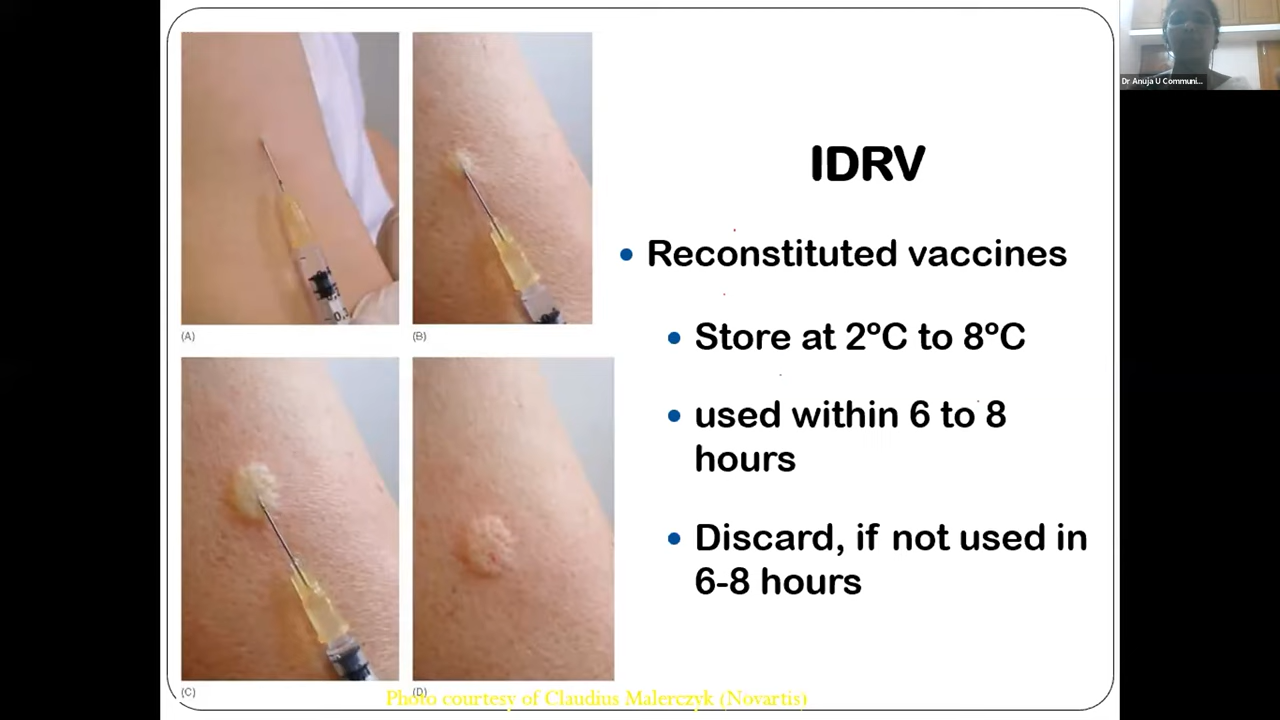 Dr Anuja U Communi...
(A)
(B)
(C)
(D)
IDRV
Reconstituted vaccines
Store at 2°C to 8°C
used within 6 to 8
hours
Discard, if not used in
6-8 hours
Photo courtesy of Claudius Malerczyk (Novartis)